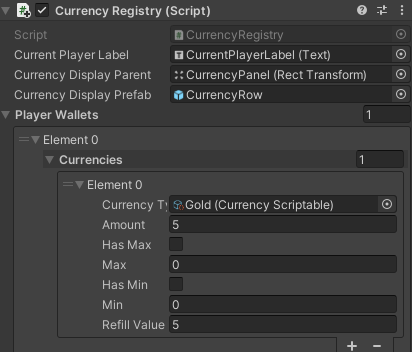 Currency Registry (Script)
Script CurrencyRegistry
Current Player Label CurrentPlayerLabel (Text)
Currency Display Parent CurrencyPanel (Rect Transform)
Currency Display Prefab CurrencyRow
Player Wallets 1
Element 0
Currencies 1
Element 0
Currency Ty Gold (Currency Scriptable)
Amount 5
Has Max
Max 0
Has Min
Min 0
Refill Value 5
+ −